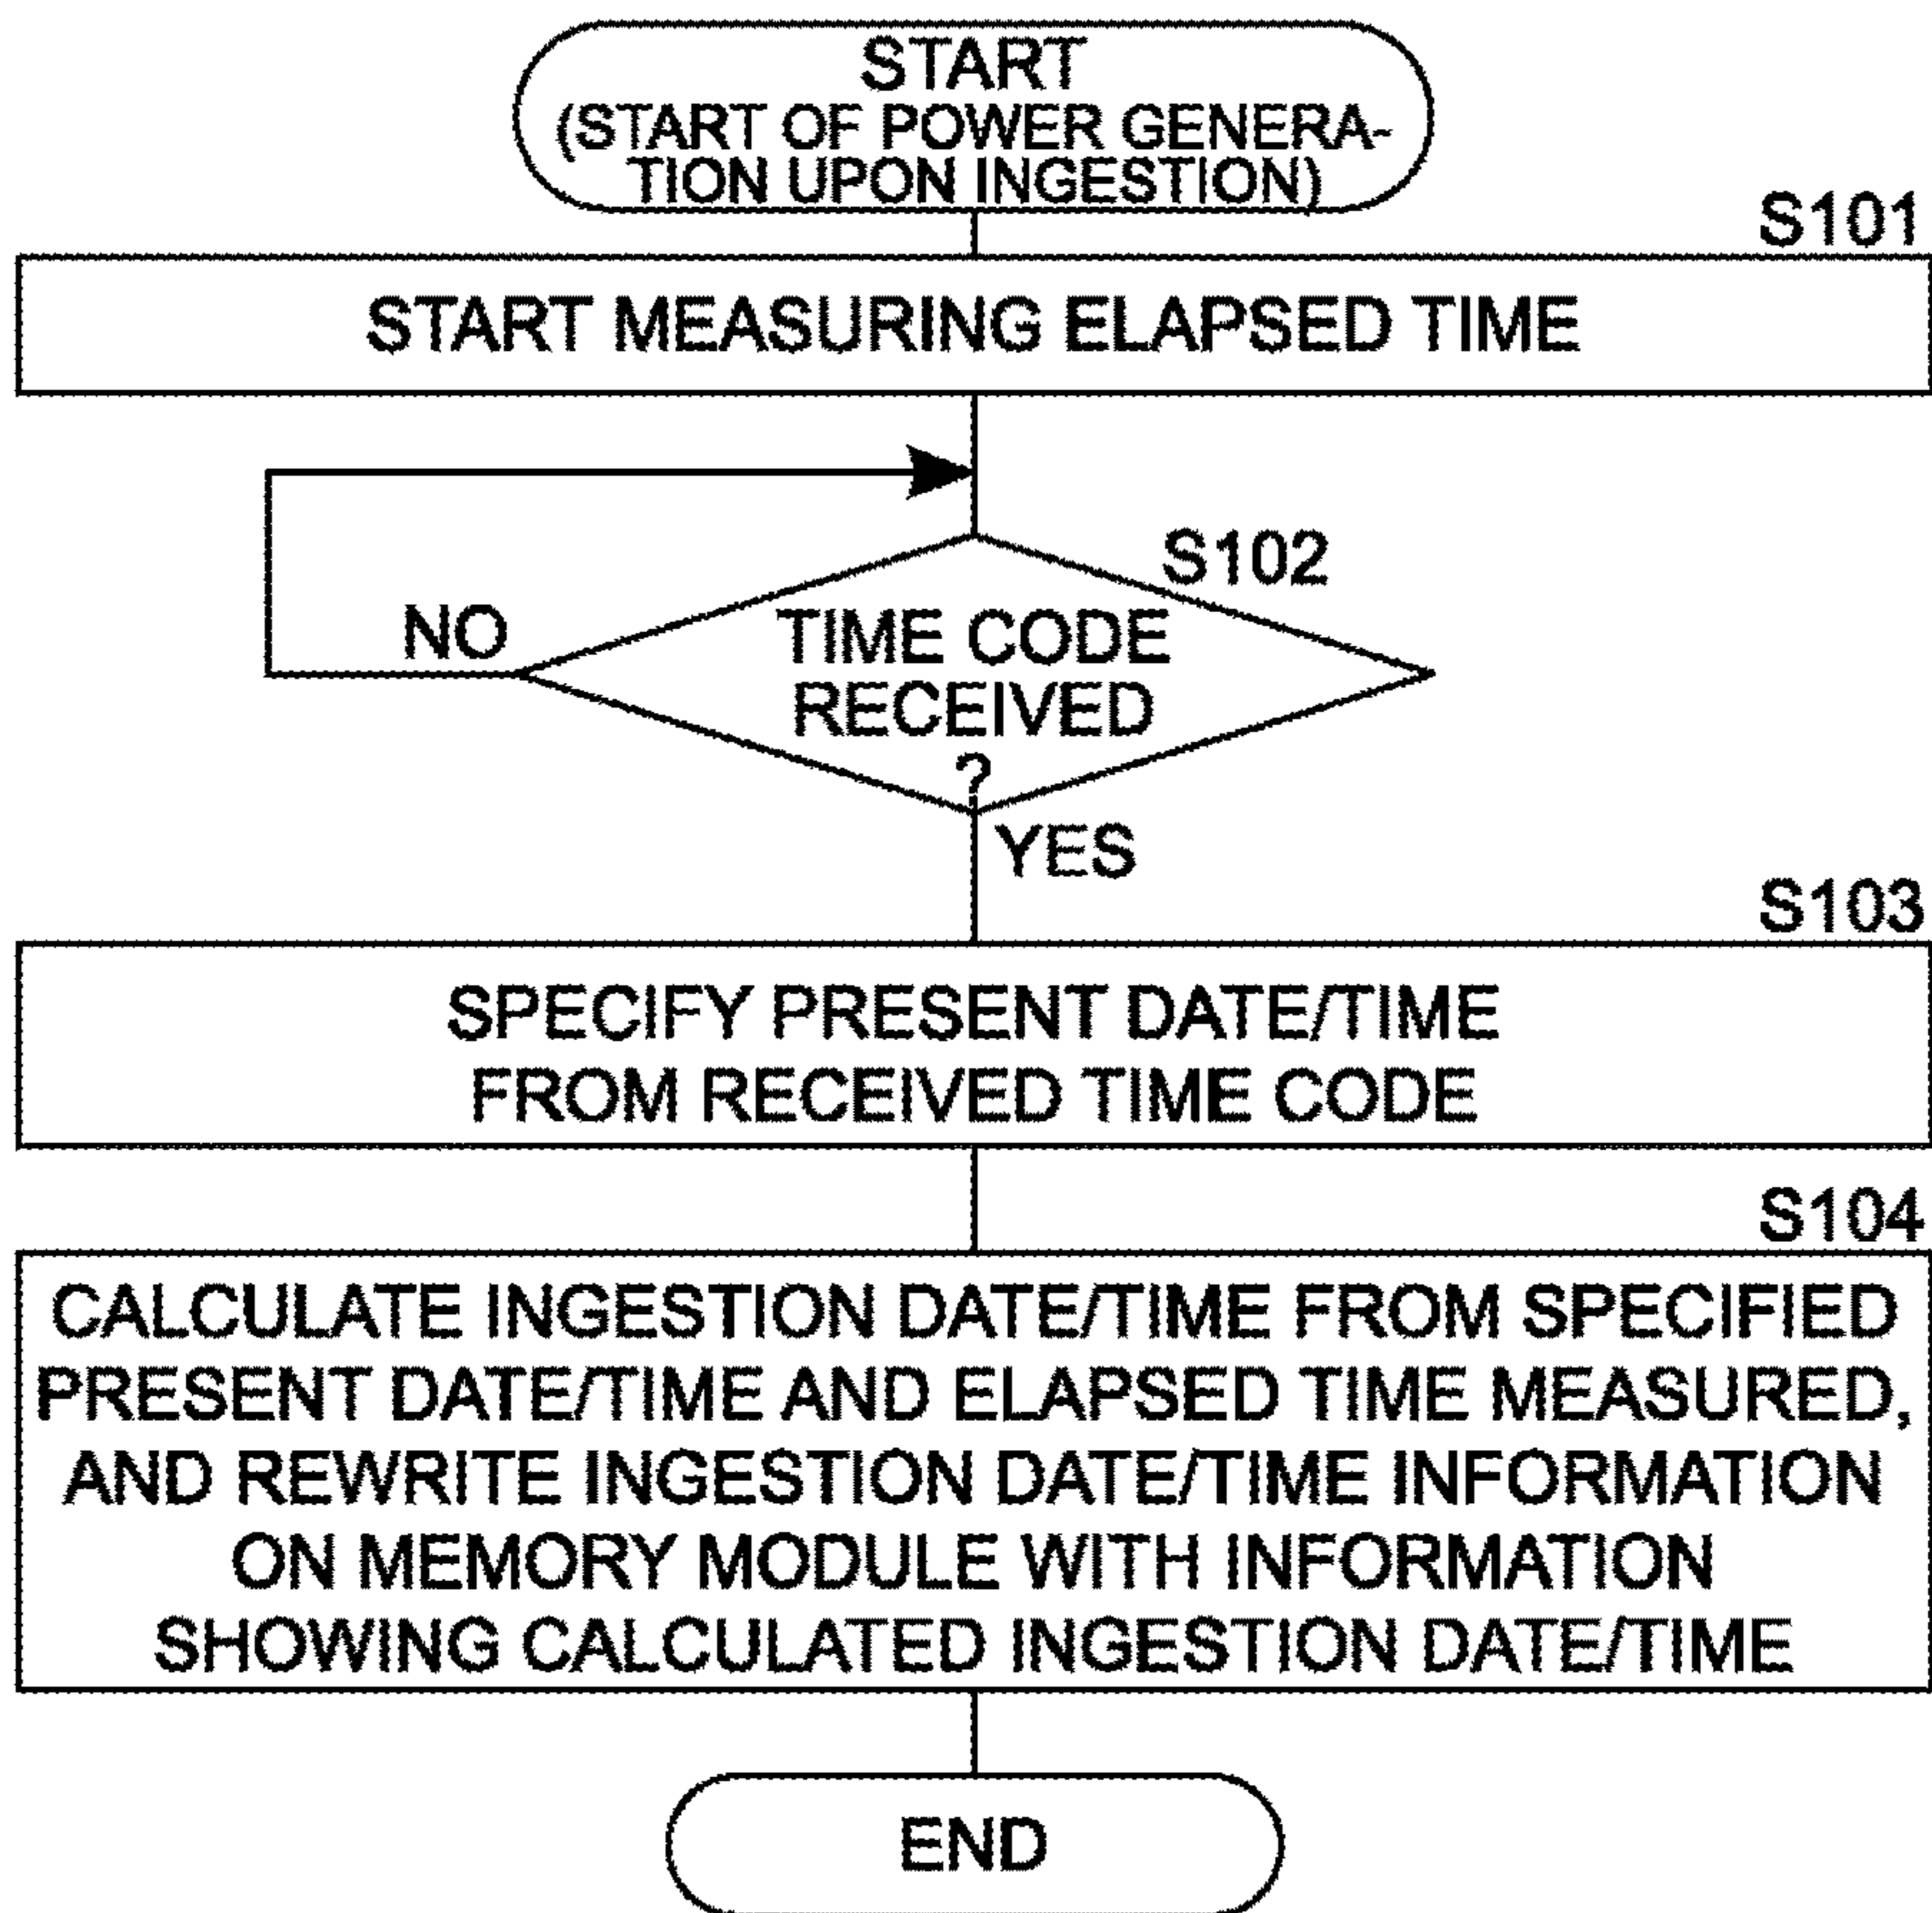 START
(START OF POWER GENERA-
TION UPON INGESTION)
S101
START MEASURING ELAPSED TIME
S102
NO
TIME CODE
RECEIVED
?
YES
S103
SPECIFY PRESENT DATE/TIME
FROM RECEIVED TIME CODE
S104
CALCULATE INGESTION DATE/TIME FROM SPECIFIED
PRESENT DATE/TIME AND ELAPSED TIME MEASURED,
AND REWRITE INGESTION DATE/TIME INFORMATION
ON MEMORY MODULE WITH INFORMATION
SHOWING CALCULATED INGESTION DATE/TIME
END